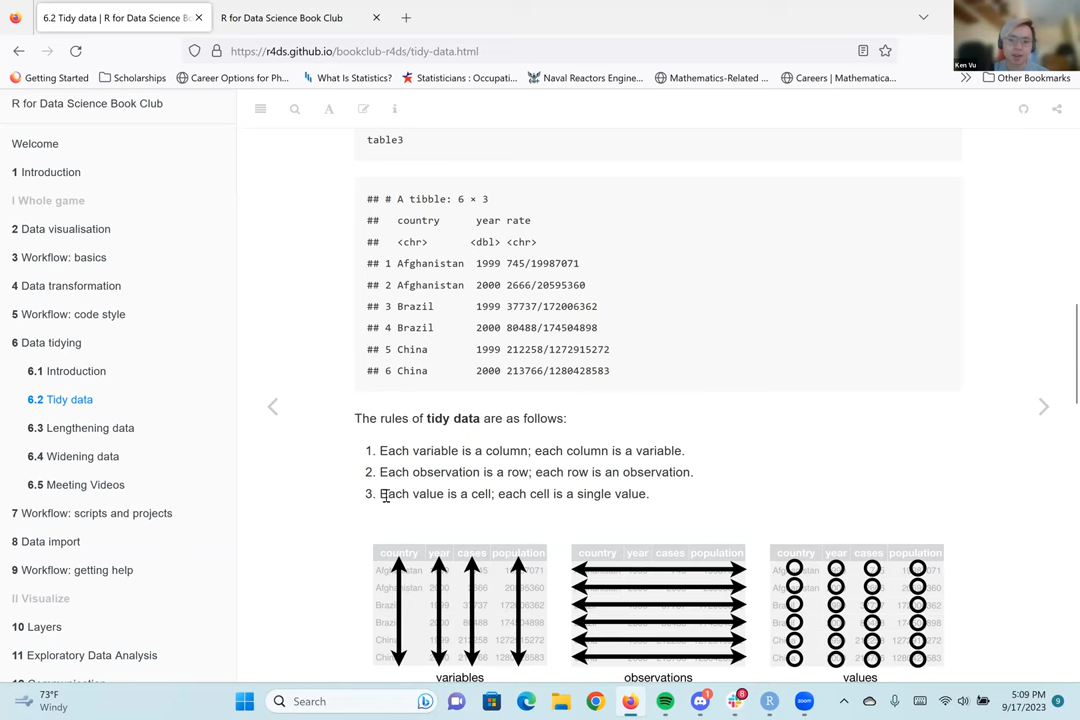 6.2 Tidy data | R for Data Science Bo
R for Data Science Book Club
https://r4ds.github.io/bookclub-r4ds/tidy-data.html
Ken Vu
Getting Started
Scholarships
Career Options for Ph...
What Is Statistics?
Statisticians : Occupati...
Naval Reactors Engine...
Mathematics-Related ...
Careers | Mathematica...
Other Bookmarks
R for Data Science Book Club
Welcome
1 Introduction
I Whole game
2 Data visualisation
3 Workflow: basics
4 Data transformation
5 Workflow: code style
6 Data tidying
6.1 Introduction
6.2 Tidy data
6.3 Lengthening data
6.4 Widening data
6.5 Meeting Videos
7 Workflow: scripts and projects
8 Data import
9 Workflow: getting help
II Visualize
10 Layers
11 Exploratory Data Analysis
table3
## # A tibble: 6 × 3
## country year rate
## <chr> <dbl> <chr>
## 1 Afghanistan 1999 745/19987071
## 2 Afghanistan 2000 2666/20595360
## 3 Brazil 1999 37737/172006362
## 4 Brazil 2000 80488/174504898
## 5 China 1999 212258/1272915272
## 6 China 2000 213766/1280428583
The rules of tidy data are as follows:
1. Each variable is a column; each column is a variable.
2. Each observation is a row; each row is an observation.
3. Each value is a cell; each cell is a single value.
country year cases population
country year cases population
country year cases population
variables
observations
values
73°F
Windy
Search
1
8
5:09 PM
9/17/2023